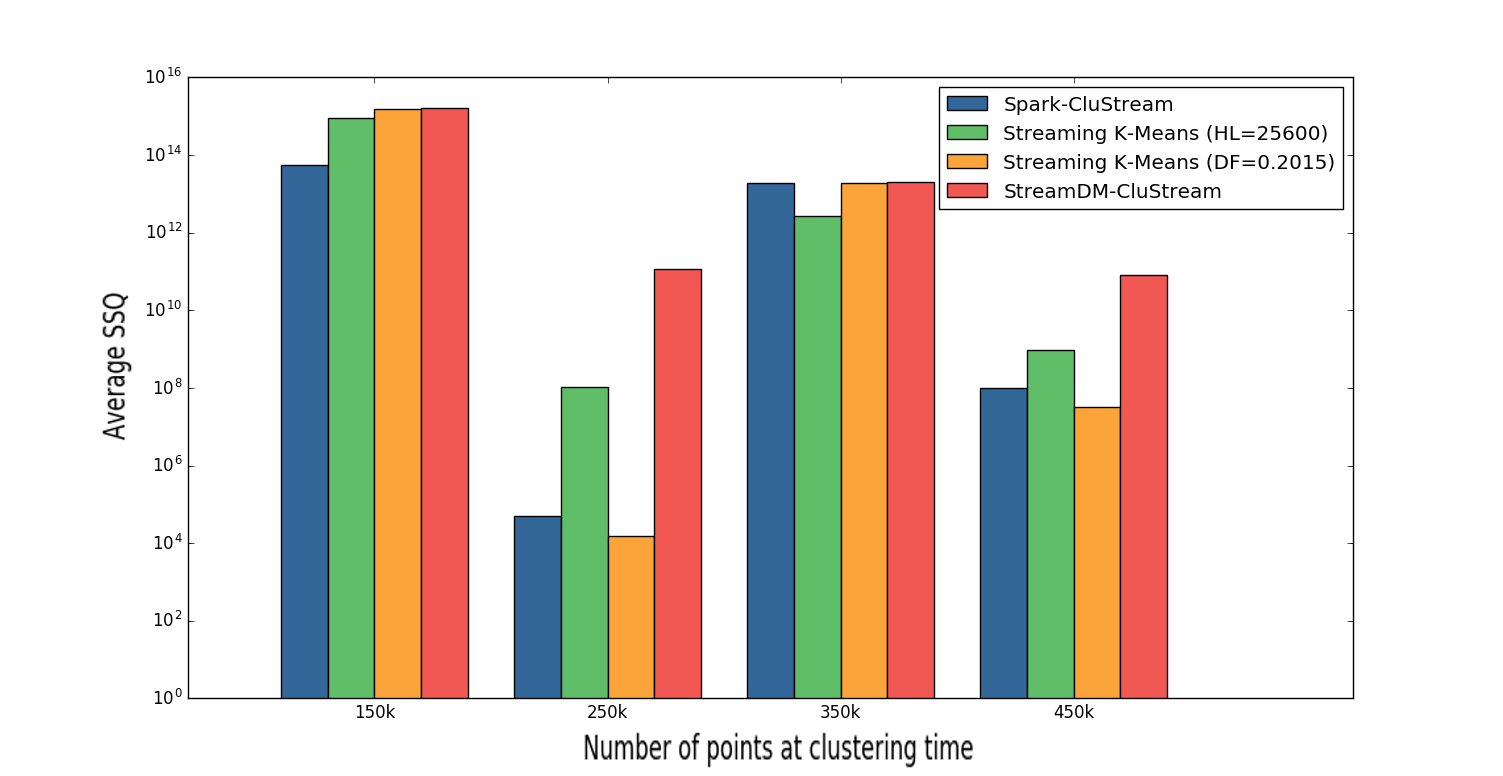 10^16
10^14
10^12
10^10
10^8
10^6
10^4
10^2
10^0
Average SSQ
Spark-CluStream
Streaming K-Means (HL=25600)
Streaming K-Means (DF=0.2015)
StreamDM-CluStream
150k 250k 350k 450k
Number of points at clustering time